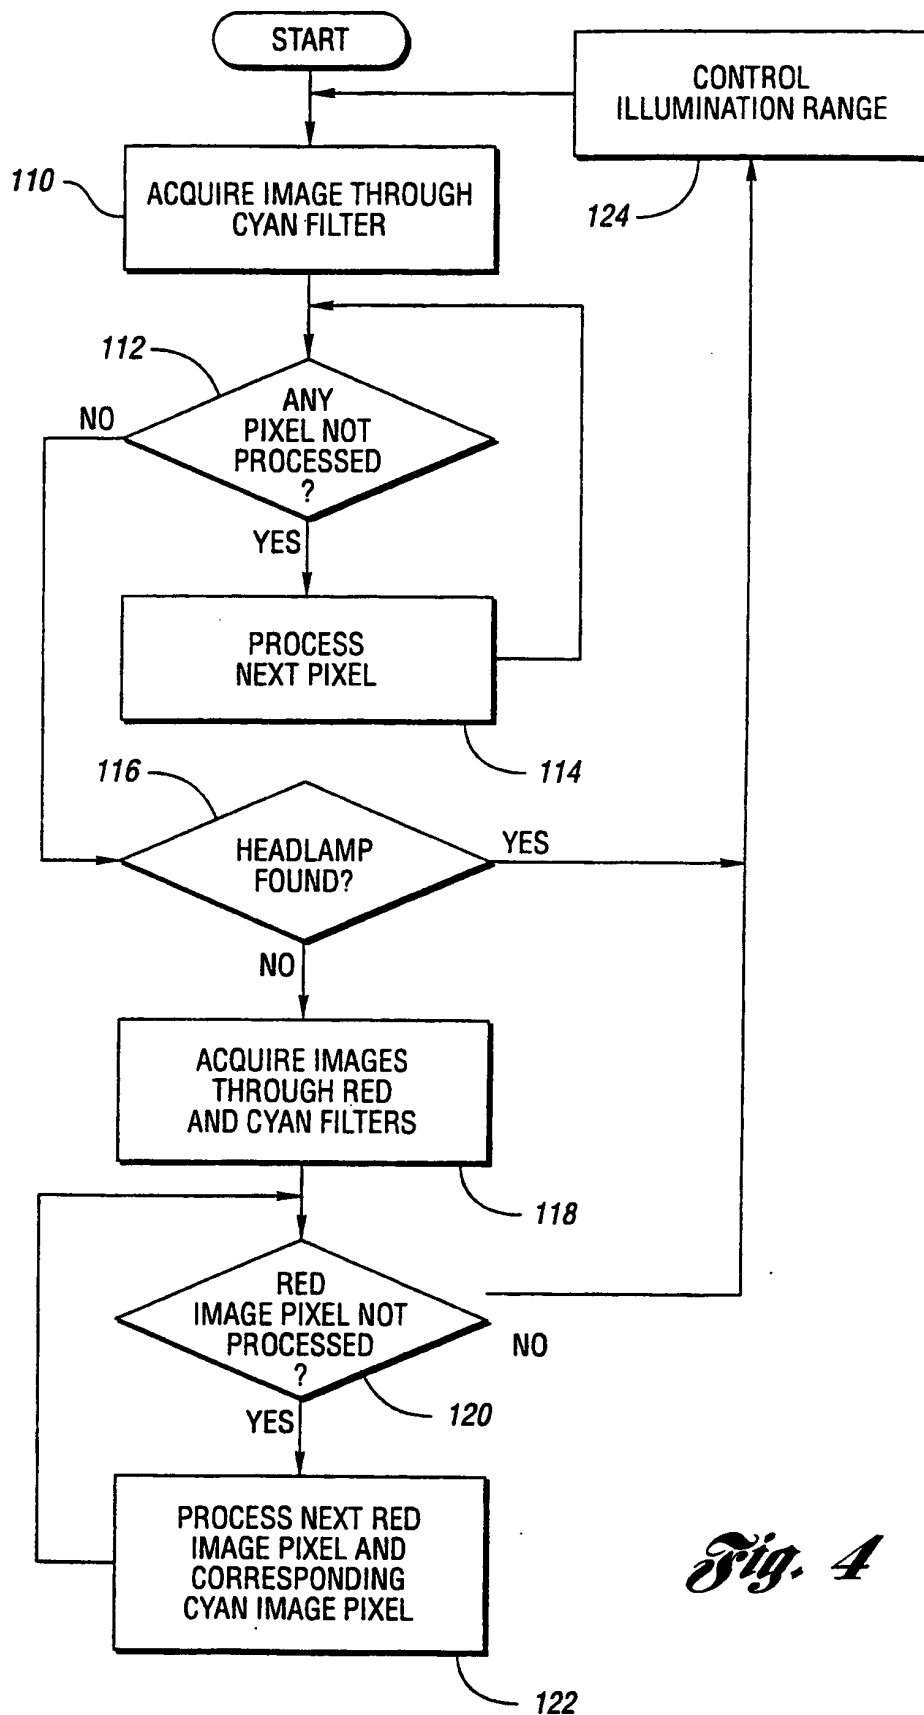 START
CONTROL
ILLUMINATION RANGE
124
110
ACQUIRE IMAGE THROUGH
CYAN FILTER
112
ANY
PIXEL NOT
PROCESSED
?
NO
YES
PROCESS
NEXT PIXEL
114
116
HEADLAMP
FOUND?
YES
NO
ACQUIRE IMAGES
THROUGH RED
AND CYAN FILTERS
118
RED
IMAGE PIXEL NOT
PROCESSED
?
NO
120
YES
PROCESS NEXT RED
IMAGE PIXEL AND
CORRESPONDING
CYAN IMAGE PIXEL
122
Fig. 4